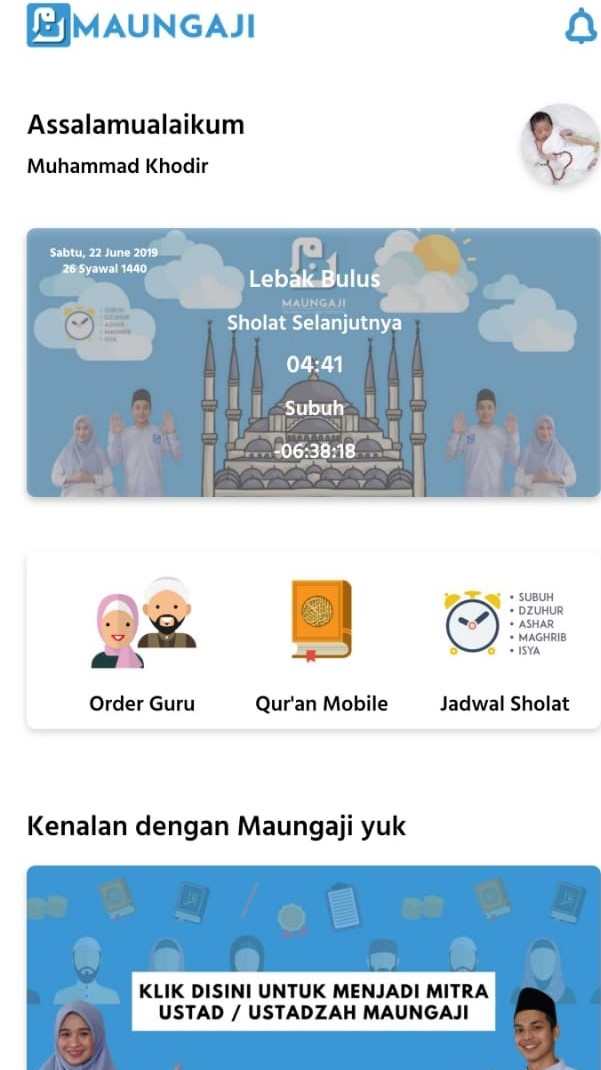 MAUNGAJI
Assalamualaikum
Muhammad Khodir
Sabtu, 22 June 2019
26 Syawal 1440
Lebak Bulus
MAUNGAJI
Sholat Selanjutnya
• SUBUH
• DZUHUR
• ASHAR
• MAGHRIB
• ISYA
04:41
Subuh
-06:38:18
• SUBUH
• DZUHUR
• ASHAR
• MAGHRIB
• ISYA
Order Guru
Qur'an Mobile
Jadwal Sholat
Kenalan dengan Maungaji yuk
KLIK DISINI UNTUK MENJADI MITRA
USTAD / USTADZAH MAUNGAJI